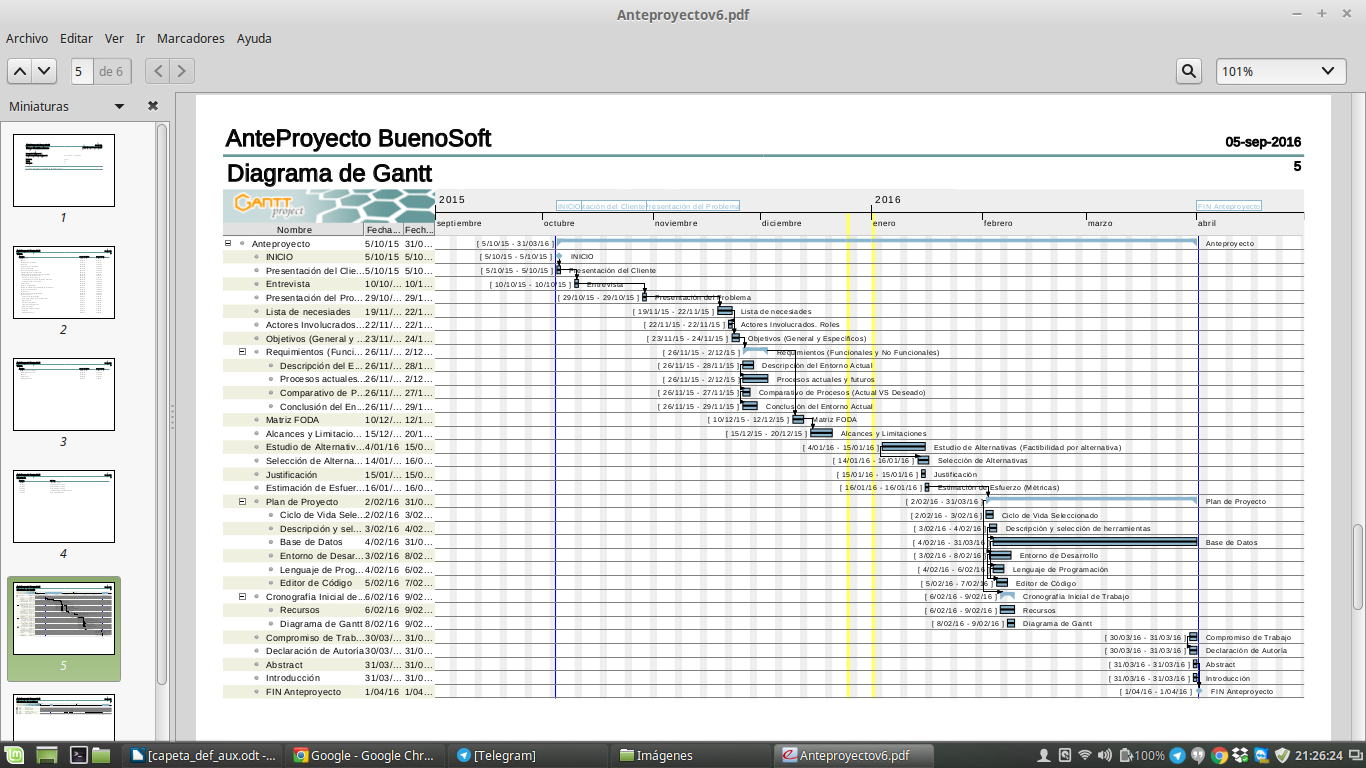 Anteproyectov6.pdf
Archivo Editar Ver Ir Marcadores Ayuda
5 de 6 101%
Miniaturas
1
2
3
4
5
AnteProyecto BuenoSoft
05-sep-2016
Diagrama de Gantt
5
GANTT project
2015 2016
INICIO FIN Anteproyecto
septiembre octubre noviembre diciembre enero febrero marzo abril
Nombre Fecha... Fech...
Anteproyecto 5/10/15 31/0... [ 5/10/15 - 31/03/16 ] Anteproyecto
INICIO 5/10/15 5/10... [ 5/10/15 - 5/10/15 ] INICIO
Presentación del Clie... 5/10/15 5/10... [ 5/10/15 - 5/10/15 ] Presentación del Cliente
Entrevista 10/10/... 10/1... [ 10/10/15 - 10/10/15 ] Entrevista
Presentación del Pro... 29/10/... 29/1... [ 29/10/15 - 29/10/15 ] Presentación del Problema
Lista de necesiades 19/11/... 22/1... [ 19/11/15 - 22/11/15 ] Lista de necesiades
Actores Involucrados... 22/11/... 22/1... [ 22/11/15 - 22/11/15 ] Actores Involucrados. Roles
Objetivos (General y ... 23/11/... 24/1... [ 23/11/15 - 24/11/15 ] Objetivos (General y Específicos)
Requimientos (Funci... 26/11/... 2/12... [ 26/11/15 - 2/12/15 ] Requimientos (Funcionales y No Funcionales)
Descripción del E... 26/11/... 28/1... [ 26/11/15 - 28/11/15 ] Descripción del Entorno Actual
Procesos actuales... 26/11/... 2/12... [ 26/11/15 - 2/12/15 ] Procesos actuales y futuros
Comparativo de P... 26/11/... 27/1... [ 26/11/15 - 27/11/15 ] Comparativo de Procesos (Actual VS Deseado)
Conclusión del En... 26/11/... 29/1... [ 26/11/15 - 29/11/15 ] Conclusión del Entorno Actual
Matriz FODA 10/12/... 12/1... [ 10/12/15 - 12/12/15 ] Matriz FODA
Alcances y Limitacio... 15/12/... 20/1... [ 15/12/15 - 20/12/15 ] Alcances y Limitaciones
Estudio de Alternativ... 4/01/16 15/0... [ 4/01/16 - 15/01/16 ] Estudio de Alternativas (Factibilidad por alternativa)
Selección de Alterna... 14/01/... 16/0... [ 14/01/16 - 16/01/16 ] Selección de Alternativas
Justificación 15/01/... 15/0... [ 15/01/16 - 15/01/16 ] Justificación
Estimación de Esfuer... 16/01/... 16/0... [ 16/01/16 - 16/01/16 ] Estimación de Esfuerzo (Métricas)
Plan de Proyecto 2/02/16 31/0... [ 2/02/16 - 31/03/16 ] Plan de Proyecto
Ciclo de Vida Sele... 2/02/16 3/02... [ 2/02/16 - 3/02/16 ] Ciclo de Vida Seleccionado
Descripción y sel... 3/02/16 4/02... [ 3/02/16 - 4/02/16 ] Descripción y selección de herramientas
Base de Datos 4/02/16 31/0... [ 4/02/16 - 31/03/16 ] Base de Datos
Entorno de Desar... 3/02/16 8/02... [ 3/02/16 - 8/02/16 ] Entorno de Desarrollo
Lenguaje de Prog... 4/02/16 6/02... [ 4/02/16 - 6/02/16 ] Lenguaje de Programación
Editor de Código 5/02/16 7/02... [ 5/02/16 - 7/02/16 ] Editor de Código
Cronografía Inicial de... 6/02/16 9/02... [ 6/02/16 - 9/02/16 ] Cronografía Inicial de Trabajo
Recursos 6/02/16 9/02... [ 6/02/16 - 9/02/16 ] Recursos
Diagrama de Gantt 8/02/16 9/02... [ 8/02/16 - 9/02/16 ] Diagrama de Gantt
Compromiso de Trab... 30/03/... 31/0... [ 30/03/16 - 31/03/16 ] Compromiso de Trabajo
Declaración de Autoria 30/03/... 31/0... [ 30/03/16 - 31/03/16 ] Declaración de Autoría
Abstract 31/03/... 31/0... [ 31/03/16 - 31/03/16 ] Abstract
Introducción 31/03/... 31/0... [ 31/03/16 - 31/03/16 ] Introducción
FIN Anteproyecto 1/04/16 1/04... [ 1/04/16 - 1/04/16 ] FIN Anteproyecto
[capeta_def_aux.odt -... Google - Google Chr... [Telegram] Imágenes Anteproyectov6.pdf 100% 21:26:24